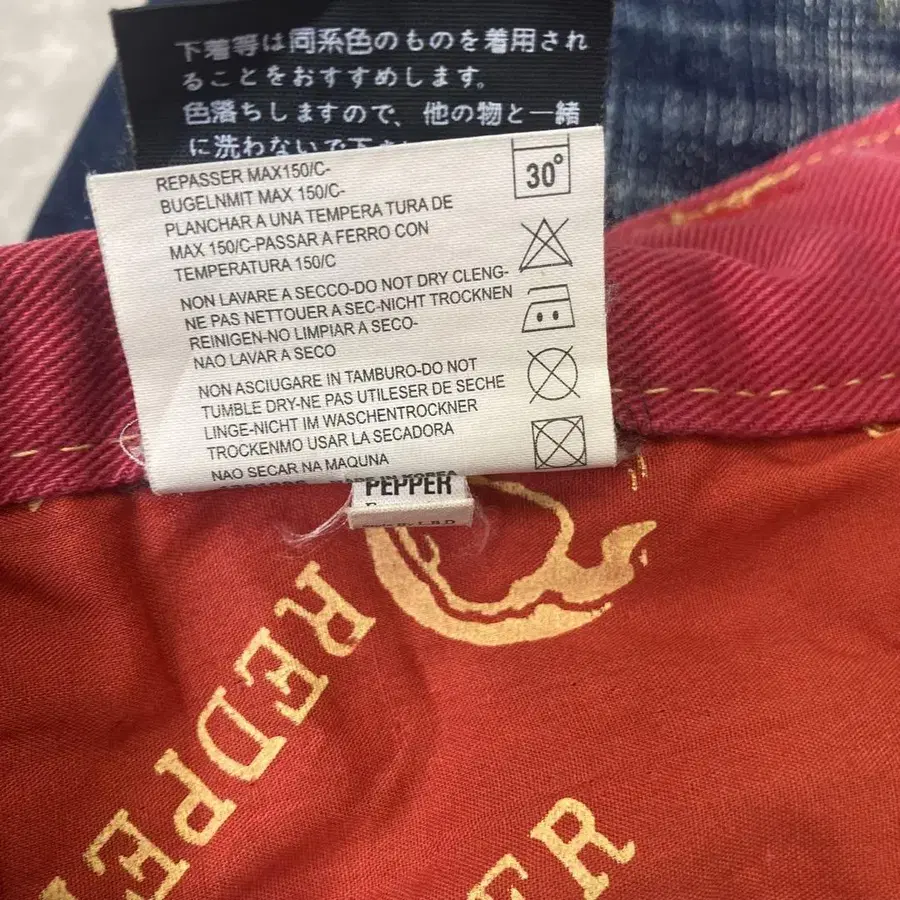 下着等は同系色のものを着用され
ることをおすすめします。
色落ちしますので、他の物と一緒
に洗わないで下さい
REPASSER MAX150/C-
BUGELNMIT MAX 150/C-
PLANCHAR A UNA TEMPERA TURA DE
MAX 150/C-PASSAR A FERRO CON
TEMPERATURA 150/C
NON LAVARE A SECCO-DO NOT DRY CLENG-
NE PAS NETTOUER A SEC-NICHT TROCKNEN
REINIGEN-NO LIMPIAR A SECO-
NAO LAVAR A SECO
NON ASCIUGARE IN TAMBURO-DO NOT
TUMBLE DRY-NE PAS UTILESER DE SECHE
LINGE-NICHT IM WASCHENTROCKNER
TROCKENMO USAR LA SECADORA
NAO SECAR NA MAQUNA
30°
PEPPER
REDPE
ER